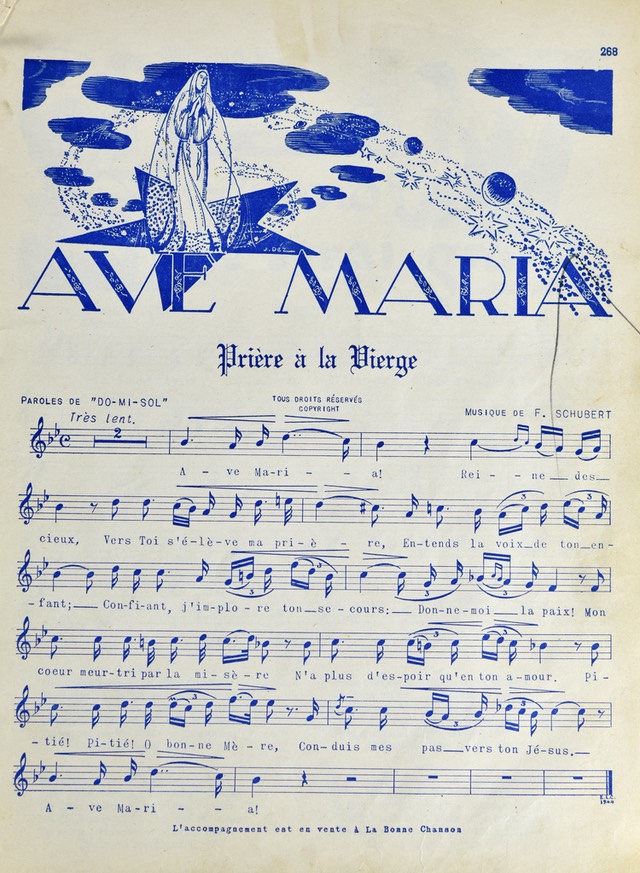 268
J. DEZ.
AVE MARIA
Prière à la Vierge
PAROLES DE "DO-MI-SOL"
TOUS DROITS RÉSERVÉS
COPYRIGHT
MUSIQUE DE F. SCHUBERT
Très lent.
2
A - ve Ma-ri - - a! Rei - - ne des
cieux, Vers Toi s'é-lè-ve ma pri-è - re, En-tends la voix de ton en-
-fant; Con-fi-ant, j'im-plo-re ton se-cours: Don-ne-moi la paix! Mon
coeur meur-tri par la mi-sè-re N'a plus d'es-poir qu'en ton a-mour. Pi-
-tié! Pi-tié! O bon-ne Mè-re, Con-duis mes pas vers ton Jé-sus.
A - ve Ma-ri - - a!
E.L.C.
1944
L'accompagnement est en vente à La Bonne Chanson